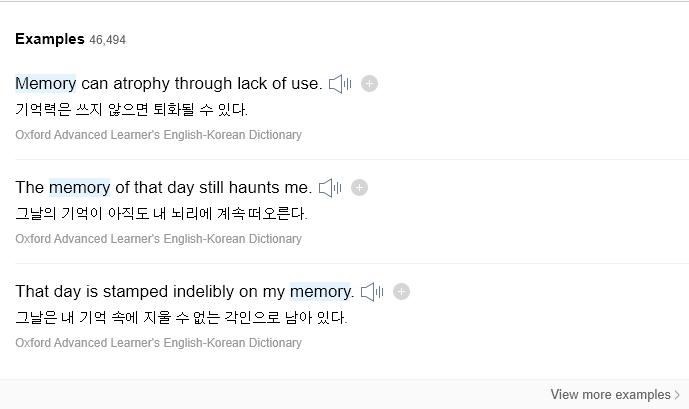 Examples 46,494
Memory can atrophy through lack of use.
기억력은 쓰지 않으면 퇴화될 수 있다.
Oxford Advanced Learner's English-Korean Dictionary
The memory of that day still haunts me.
그날의 기억이 아직도 내 뇌리에 계속 떠오른다.
Oxford Advanced Learner's English-Korean Dictionary
That day is stamped indelibly on my memory.
그날은 내 기억 속에 지울 수 없는 각인으로 남아 있다.
Oxford Advanced Learner's English-Korean Dictionary
View more examples